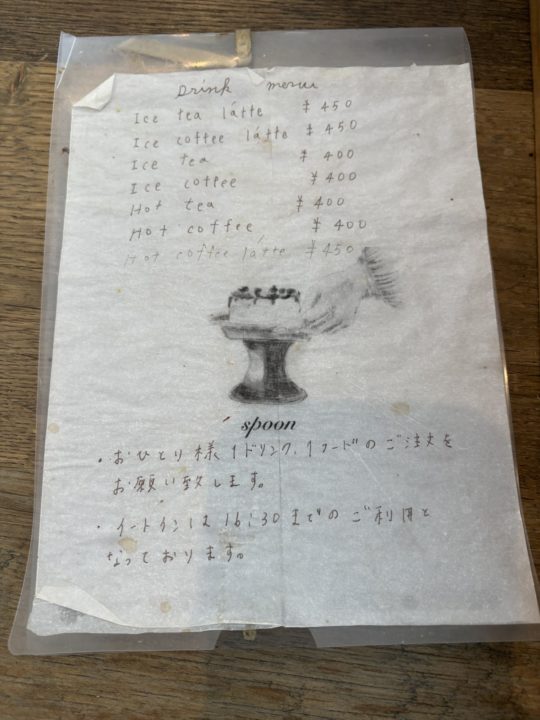 Drink menu
Ice tea látte ¥450
Ice coffee látte ¥450
Ice tea ¥400
Ice coffee ¥400
Hot tea ¥400
Hot coffee ¥400
Hot coffee látte ¥450
spoon
・おひとり様1ドリンク、1フードのご注文を
お願い致します。
・イートインは16:30までのご利用と
なっております。